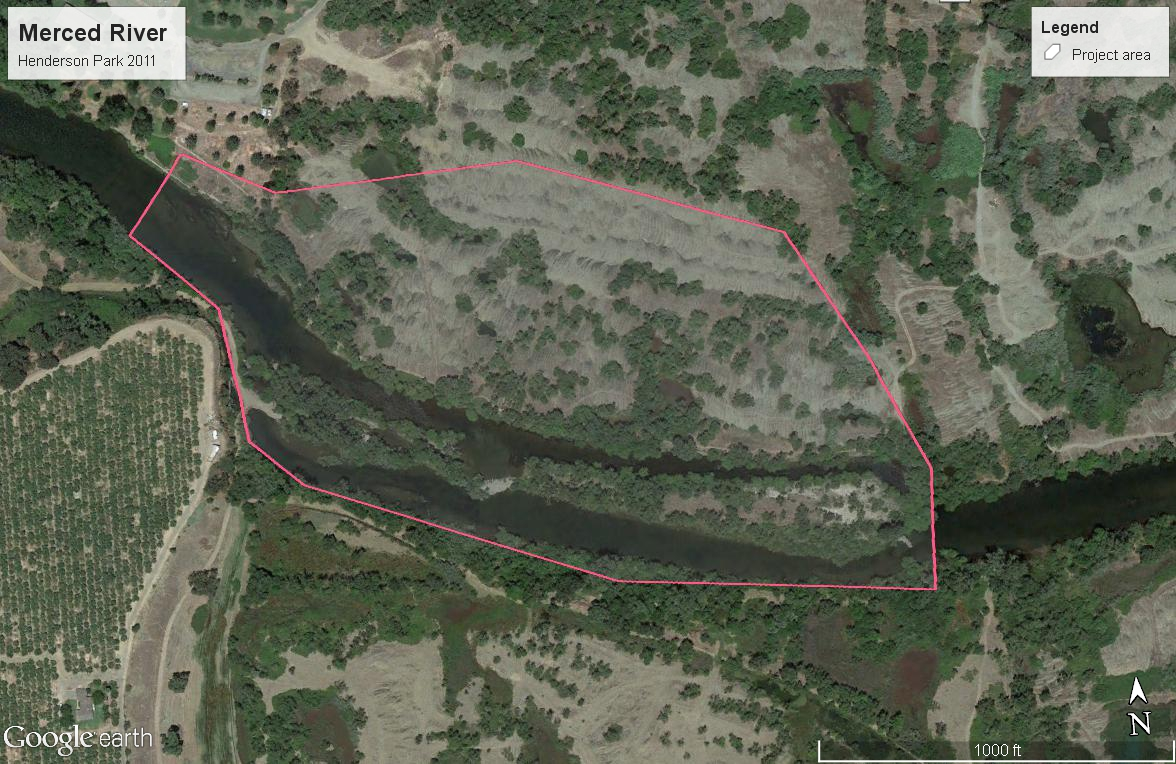 Merced River
Henderson Park 2011
Legend
Project area
Google earth
N
1000 ft